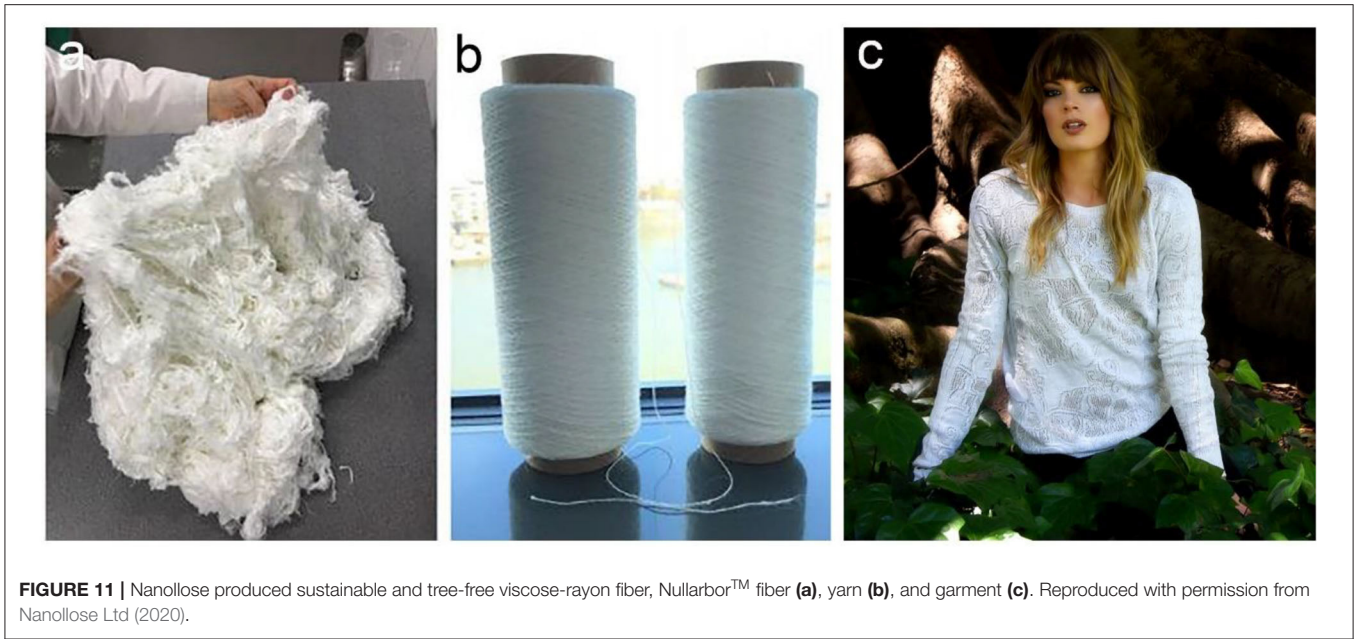 a
b
c
FIGURE 11 | Nanollose produced sustainable and tree-free viscose-rayon fiber, Nullarbor™ fiber (a), yarn (b), and garment (c). Reproduced with permission from
Nanollose Ltd (2020).